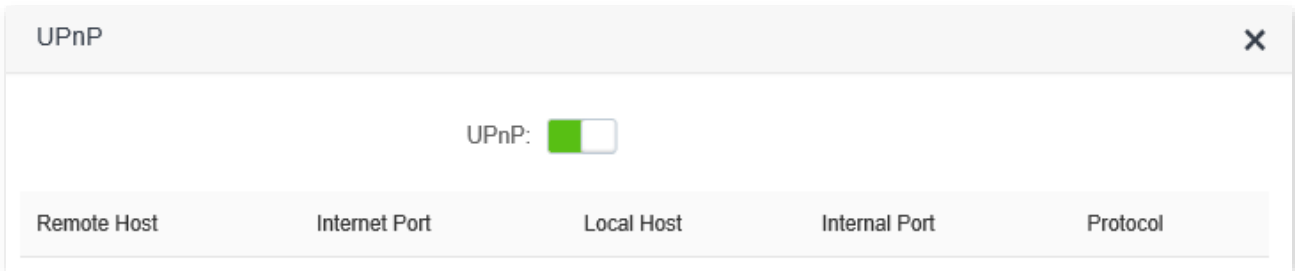 UPnP
UPnP:
Remote Host Internet Port Local Host Internal Port Protocol